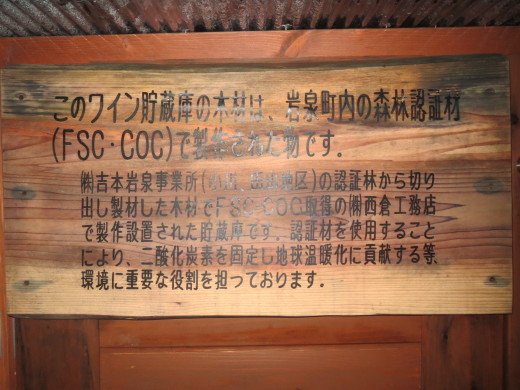 このワイン貯蔵庫の木材は、岩泉町内の森林認証材
(FSC・COC)で製作された物です。
㈱吉本岩泉事業所(小川、地区)の認証林から切り
出し製材した木材でFSC・COC取得の㈱西倉工務店
で製作設置された貯蔵庫です。認証材を使用すること
により、二酸化炭素を固定し地球温暖化に貢献する等、
環境に重要な役割を担っております。